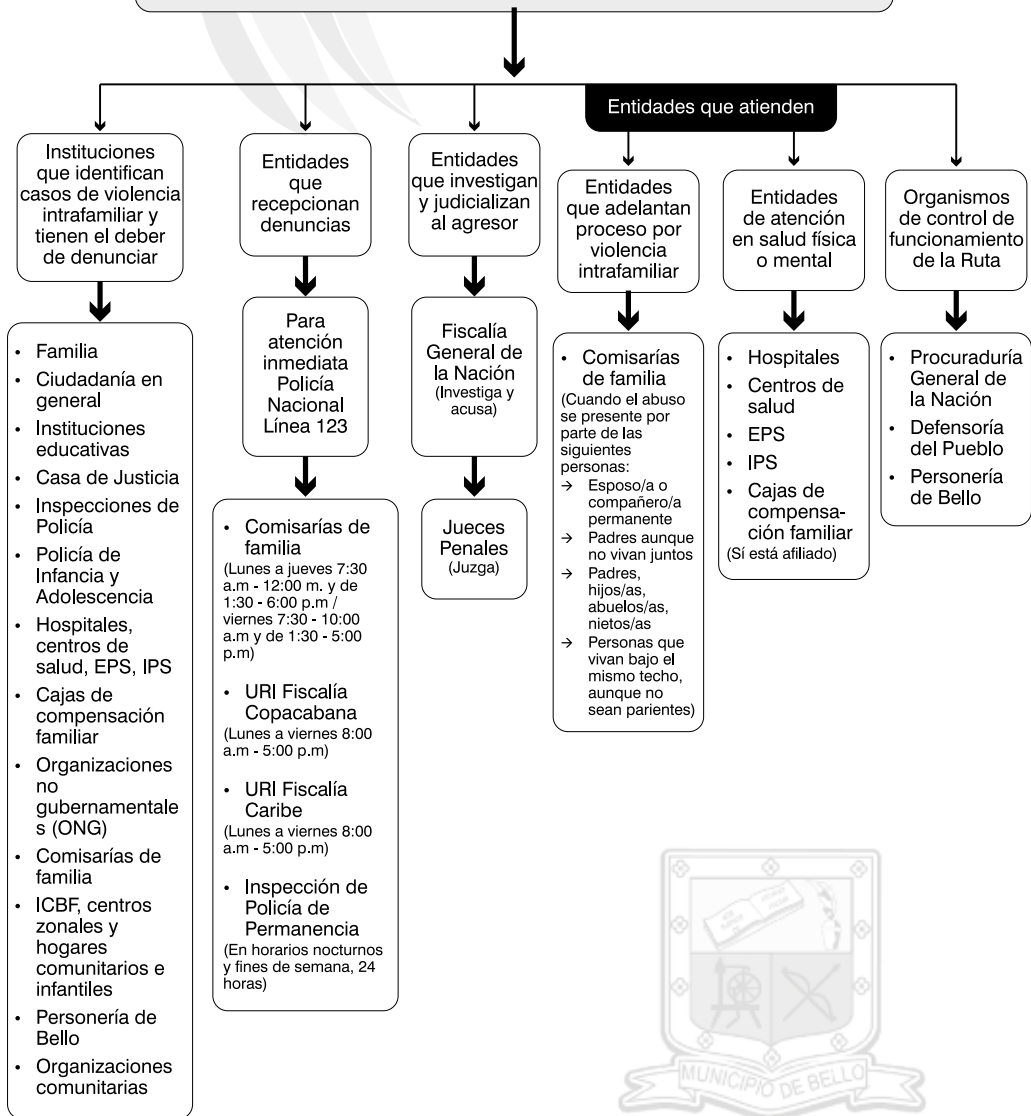 Entidades que atienden
Instituciones
que identifican
casos de violencia
intrafamiliar y
tienen el deber
de denunciar
• Familia
• Ciudadanía en
general
• Instituciones
educativas
• Casa de Justicia
• Inspecciones de
Policía
• Policía de
Infancia y
Adolescencia
• Hospitales,
centros de
salud, EPS, IPS
• Cajas de
compensación
familiar
• Organizaciones
no
gubernamentale
s (ONG)
• Comisarías de
familia
• ICBF, centros
zonales y
hogares
comunitarios e
infantiles
• Personería de
Bello
• Organizaciones
comunitarias
Entidades
que
recepcionan
denuncias
Para
atención
inmediata
Policía
Nacional
Línea 123
• Comisarías de
familia
(Lunes a jueves 7:30
a.m - 12:00 m. y de
1:30 - 6:00 p.m /
viernes 7:30 - 10:00
a.m y de 1:30 - 5:00
p.m)
• URI Fiscalía
Copacabana
(Lunes a viernes 8:00
a.m - 5:00 p.m)
• URI Fiscalía
Caribe
(Lunes a viernes 8:00
a.m - 5:00 p.m)
• Inspección de
Policía de
Permanencia
(En horarios nocturnos
y fines de semana, 24
horas)
Entidades
que investigan
y judicializan
al agresor
Fiscalía
General de
la Nación
(Investiga y
acusa)
Jueces
Penales
(Juzga)
Entidades
que adelantan
proceso por
violencia
intrafamiliar
• Comisarías
de familia
(Cuando el abuso
se presente por
parte de las
siguientes
personas:
→ Esposo/a o
compañero/a
permanente
→ Padres aunque
no vivan juntos
→ Padres,
hijos/as,
abuelos/as,
nietos/as
→ Personas que
vivan bajo el
mismo techo,
aunque no
sean parientes)
Entidades
de atención
en salud física
o mental
• Hospitales
• Centros de
salud
• EPS
• IPS
• Cajas de
compensa-
ción familiar
(Sí está afiliado)
Organismos
de control de
funcionamiento
de la Ruta
• Procuraduría
General de
la Nación
• Defensoría
del Pueblo
• Personería
de Bello
MUNICIPIO DE BELLO